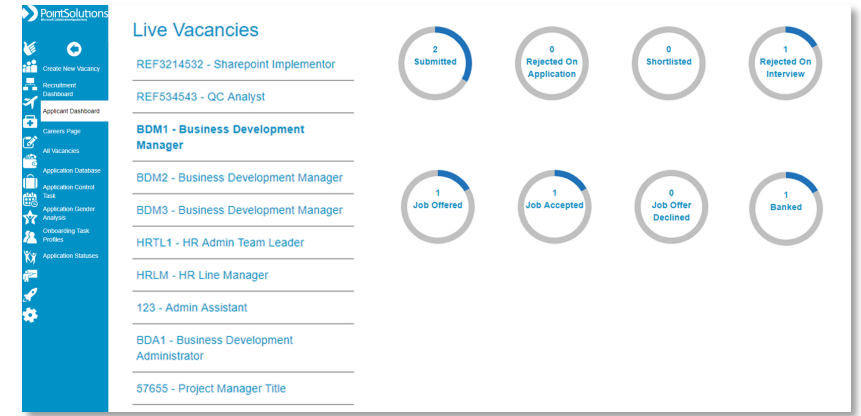 PointSolutions
Create New Vacancy
Recruitment
Dashboard
Applicant Dashboard
Careers Page
All Vacancies
Application Database
Application Control
Task
Application Gender
Analysis
Onboarding Task
Profiles
Application Statuses
Live Vacancies
REF3214532 - Sharepoint Implementor
REF534543 - QC Analyst
BDM1 - Business Development
Manager
BDM2 - Business Development Manager
BDM3 - Business Development Manager
HRTL1 - HR Admin Team Leader
HRLM - HR Line Manager
123 - Admin Assistant
BDA1 - Business Development
Administrator
57655 - Project Manager Title
2
Submitted
0
Rejected On
Application
0
Shortlisted
1
Rejected On
Interview
1
Job Offered
1
Job Accepted
0
Job Offer
Declined
1
Banked